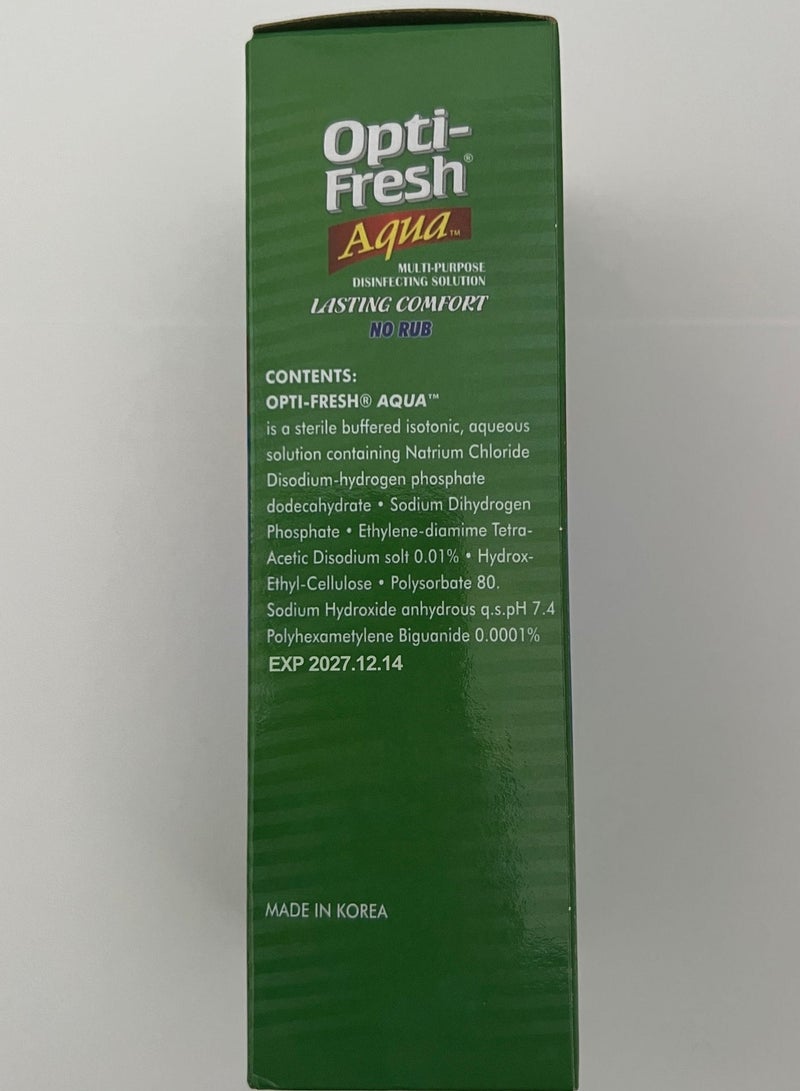 Opti-
Fresh®
Aqua™
MULTI-PURPOSE
DISINFECTING SOLUTION
LASTING COMFORT
NO RUB
CONTENTS:
OPTI-FRESH® AQUA™
is a sterile buffered isotonic, aqueous
solution containing Natrium Chloride
Disodium-hydrogen phosphate
dodecahydrate • Sodium Dihydrogen
Phosphate • Ethylene-diamime Tetra-
Acetic Disodium solt 0.01% • Hydrox-
Ethyl-Cellulose • Polysorbate 80.
Sodium Hydroxide anhydrous q.s.pH 7.4
Polyhexametylene Biguanide 0.0001%
EXP 2027.12.14
MADE IN KOREA